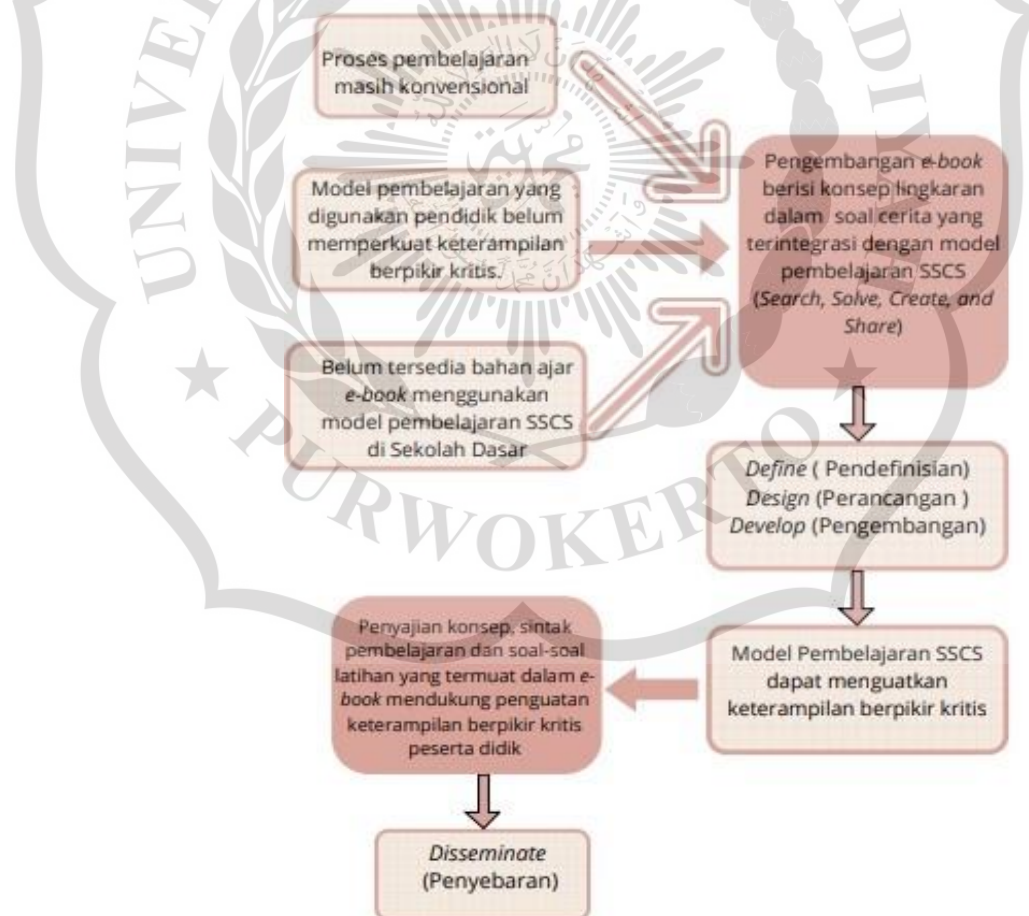 Proses pembelajaran
masih konvensional
Model pembelajaran yang
digunakan pendidik belum
memperkuat keterampilan
berpikir kritis.
Belum tersedia bahan ajar
e-book menggunakan
model pembelajaran SSCS
di Sekolah Dasar
Pengembangan e-book
berisi konsep lingkaran
dalam soal cerita yang
terintegrasi dengan model
pembelajaran SSCS
(Search, Solve, Create, and
Share)
Define ( Pendefinisian)
Design (Perancangan )
Develop (Pengembangan)
Model Pembelajaran SSCS
dapat menguatkan
keterampilan berpikir kritis
Penyajian konsep, sintak
pembelajaran dan soal-soal
latihan yang termuat dalam e-
book mendukung penguatan
keterampilan berpikir kritis
peserta didik
Disseminate
(Penyebaran)
PURWOKERTO